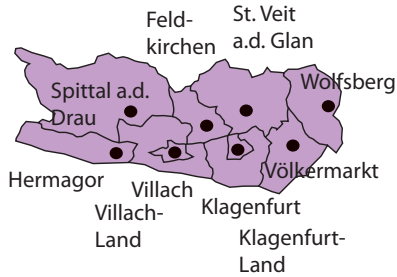 Feld-
kirchen
St. Veit
a.d. Glan
Wolfsberg
Spittal a.d.
Drau
Völkermarkt
Hermagor
Villach
Villach-
Land
Klagenfurt
Klagenfurt-
Land